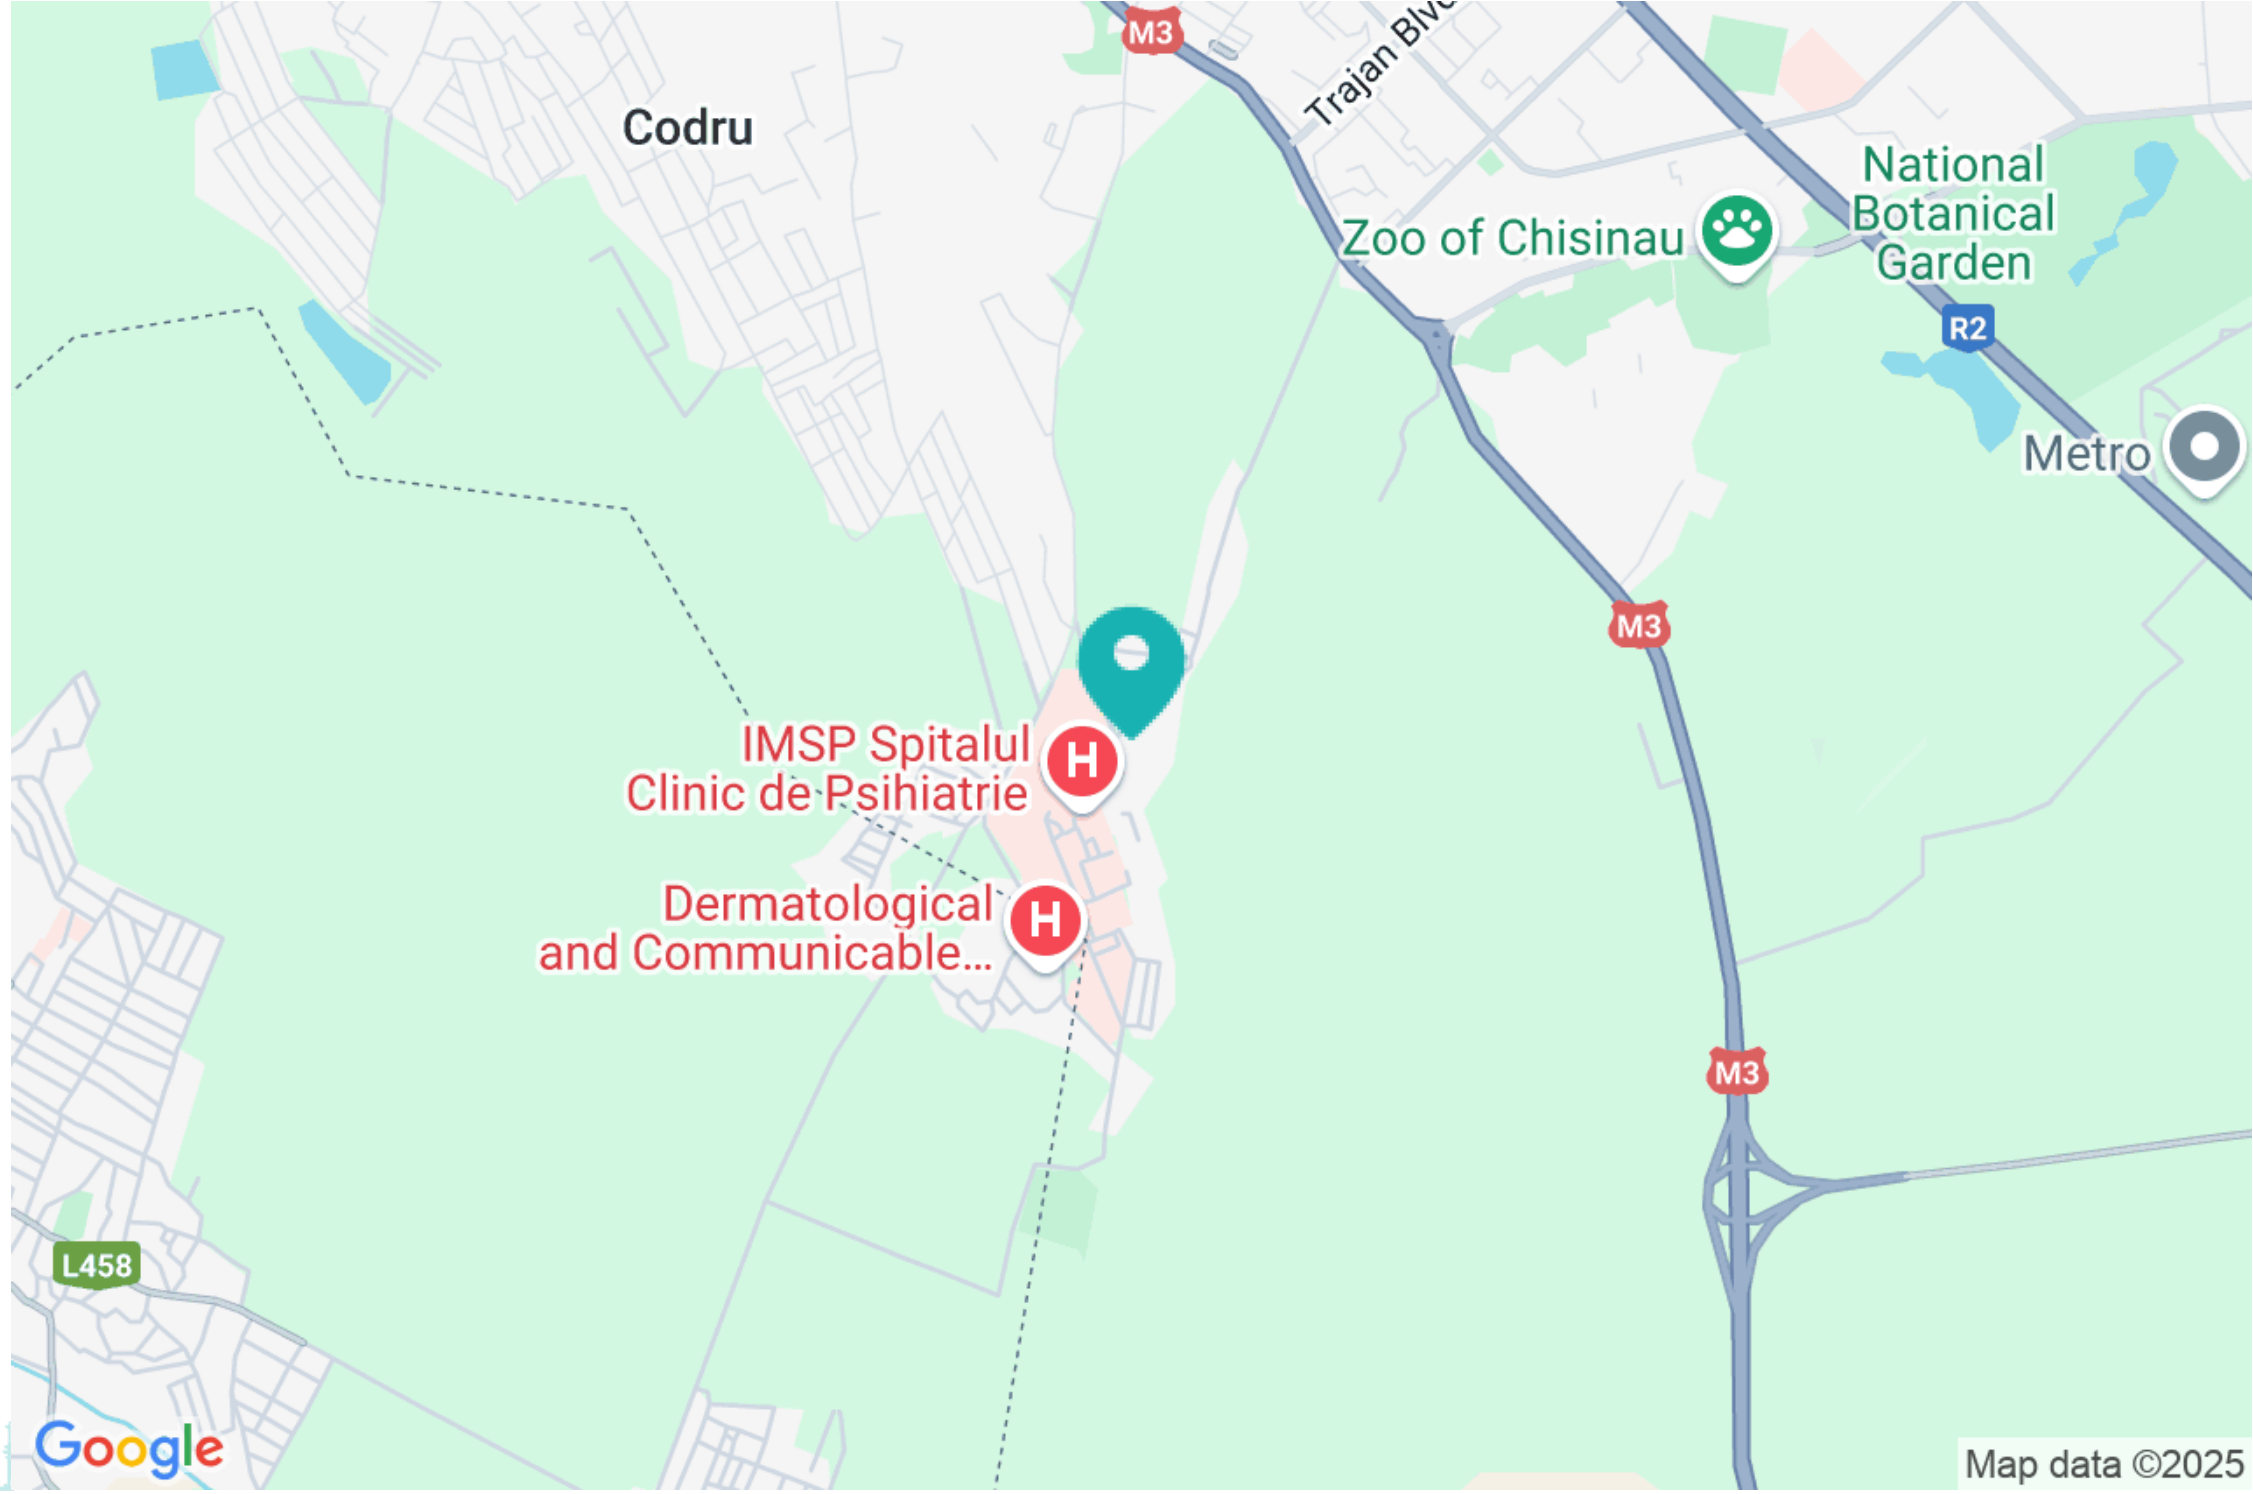 M3
Trajan Blvd
Codru
National
Botanical
Garden
Zoo of Chisinau
R2
Metro
M3
IMSP Spitalul
Clinic de Psihiatrie
H
Dermatological
and Communicable...
H
M3
L458
Google
Map data ©2025